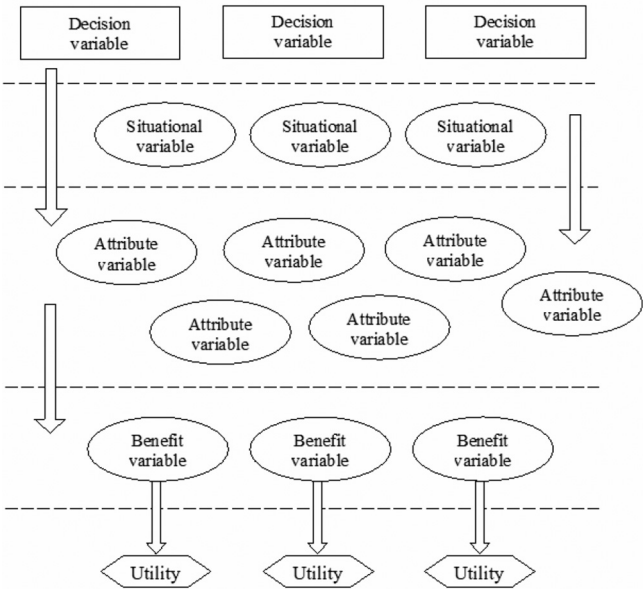 Decision
variable
Decision
variable
Decision
variable
Situational
variable
Situational
variable
Situational
variable
Attribute
variable
Attribute
variable
Attribute
variable
Attribute
variable
Attribute
variable
Attribute
variable
Benefit
variable
Benefit
variable
Benefit
variable
Utility
Utility
Utility